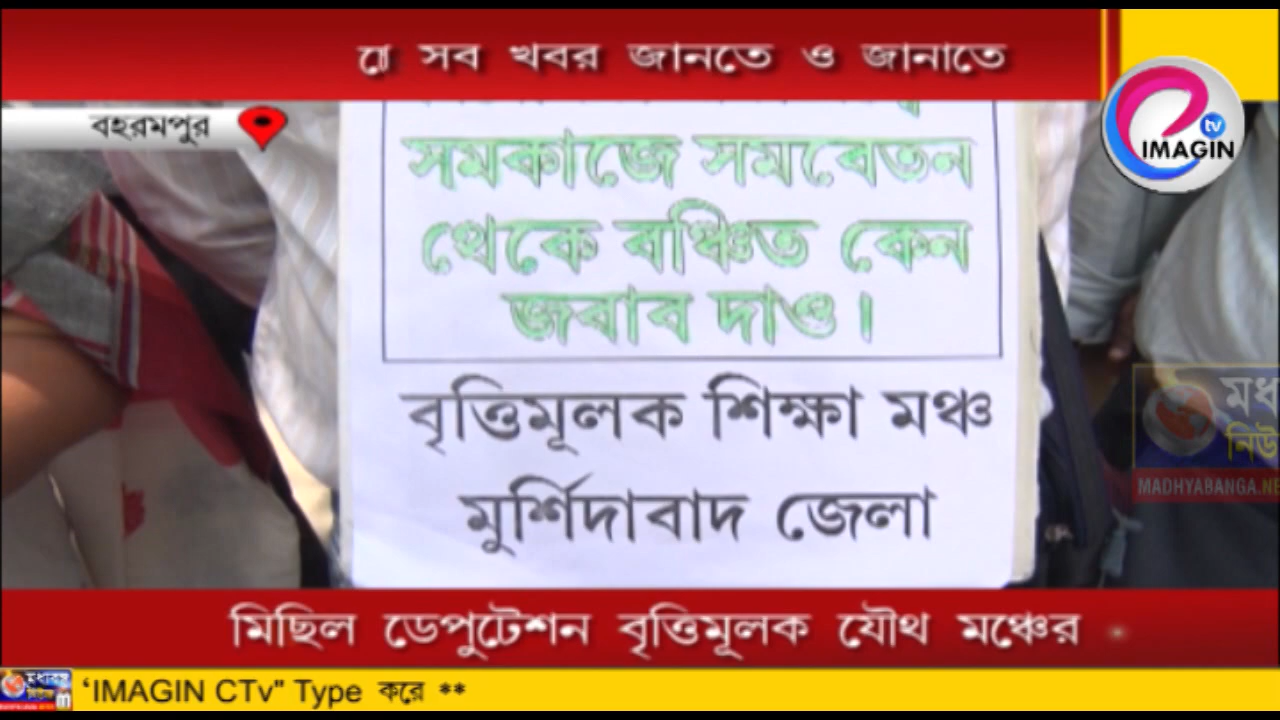 সব খবর জানতে ও জানাতে
বহরমপুর
tv
IMAGIN
সমকাজে সমবেতন
থেকে বঞ্চিত কেন
জবাব দাও।
বৃত্তিমূলক শিক্ষা মঞ্চ
মুর্শিদাবাদ জেলা
মধ্য
নিউ
MADHYABANGA.NE
মিছিল ডেপুটেশন বৃত্তিমূলক যৌথ মঞ্চের
‘IMAGIN CTv" Type করে **